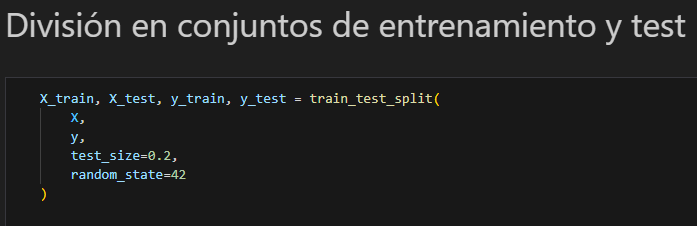 División en conjuntos de entrenamiento y test
X_train, X_test, y_train, y_test = train_test_split(
    X,
    y,
    test_size=0.2,
    random_state=42
)